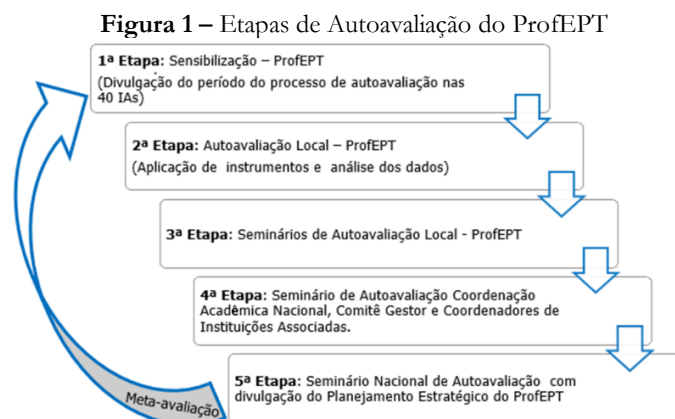 Figura 1 – Etapas de Autoavaliação do ProfEPT
1ª Etapa: Sensibilização – ProfEPT
(Divulgação do período do processo de autoavaliação nas
40 IAs)
2ª Etapa: Autoavaliação Local – ProfEPT
(Aplicação de instrumentos e análise dos dados)
3ª Etapa: Seminários de Autoavaliação Local - ProfEPT
4ª Etapa: Seminário de Autoavaliação Coordenação
Acadêmica Nacional, Comitê Gestor e Coordenadores de
Instituições Associadas.
5ª Etapa: Seminário Nacional de Autoavaliação com
divulgação do Planejamento Estratégico do ProfEPT
Meta-avaliação